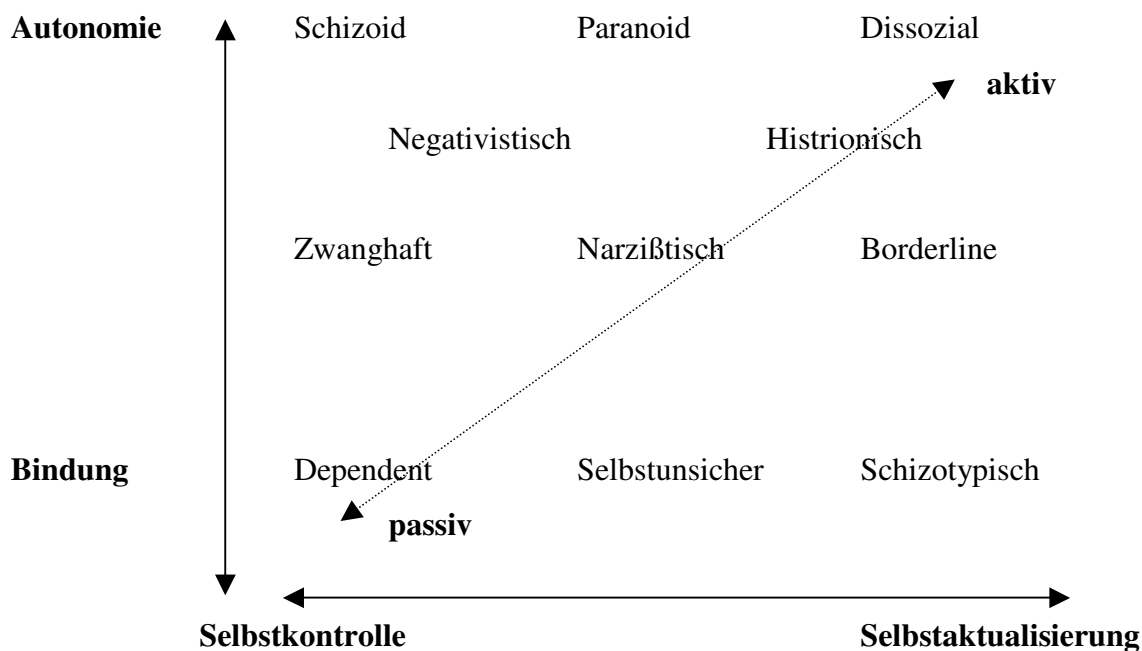 Autonomie Schizoid Paranoid Dissozial
aktiv
Negativistisch Histrionisch
Zwanghaft Narzißtisch Borderline
Bindung Dependent Selbstunsicher Schizotypisch
passiv
Selbstkontrolle Selbstaktualisierung